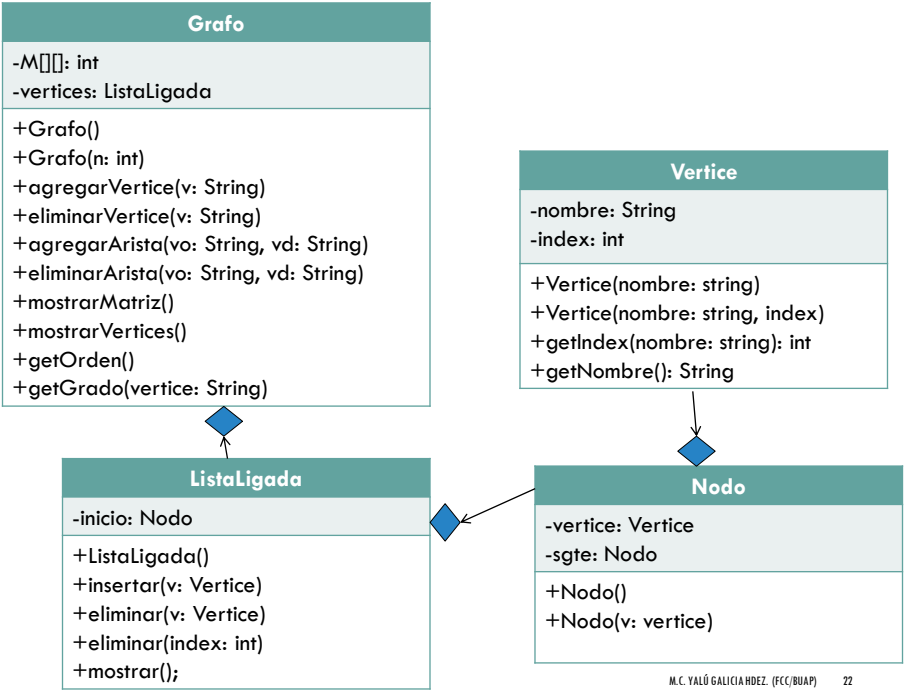 Grafo
-M[][]: int
-vertices: ListaLigada
+Grafo()
+Grafo(n: int)
+agregarVertice(v: String)
+eliminarVertice(v: String)
+agregarArista(vo: String, vd: String)
+eliminarArista(vo: String, vd: String)
+mostrarMatriz()
+mostrarVertices()
+getOrden()
+getGrado(vertice: String)
Vertice
-nombre: String
-index: int
+Vertice(nombre: string)
+Vertice(nombre: string, index)
+getIndex(nombre: string): int
+getNombre(): String
ListaLigada
-inicio: Nodo
+ListaLigada()
+insertar(v: Vertice)
+eliminar(v: Vertice)
+eliminar(index: int)
+mostrar();
Nodo
-vertice: Vertice
-sgte: Nodo
+Nodo()
+Nodo(v: vertice)
M.C. YALÚ GALICIA HDEZ. (FCC/BUAP) 22